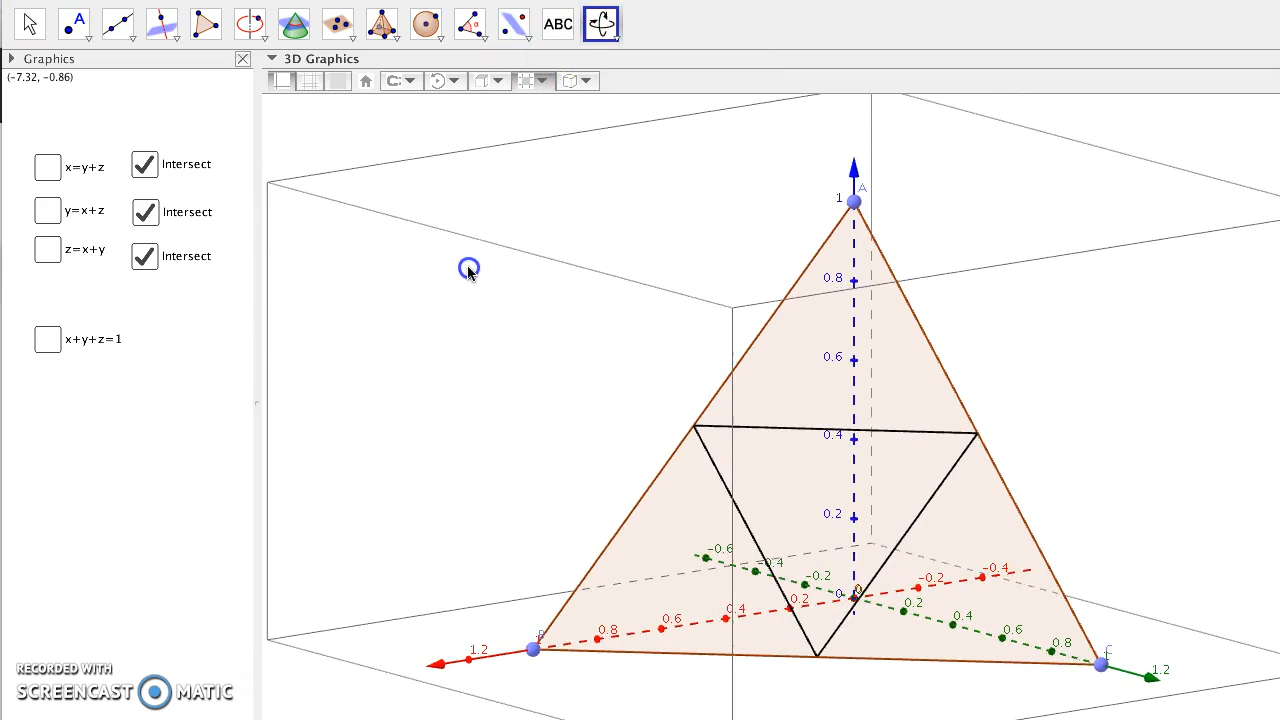 A
ABC
Graphics
3D Graphics
(-7.32, -0.86)
x=y+z
Intersect
y=x+z
Intersect
z=x+y
Intersect
x+y+z=1
A
1
0.8
0.6
0.4
0.2
0
-0.6
-0.4
-0.2
-0.4
-0.2
0.2
0.4
0.6
0.8
1.2
B
0.2
0.4
0.6
0.8
C
1.2
RECORDED WITH
SCREENCAST MATIC